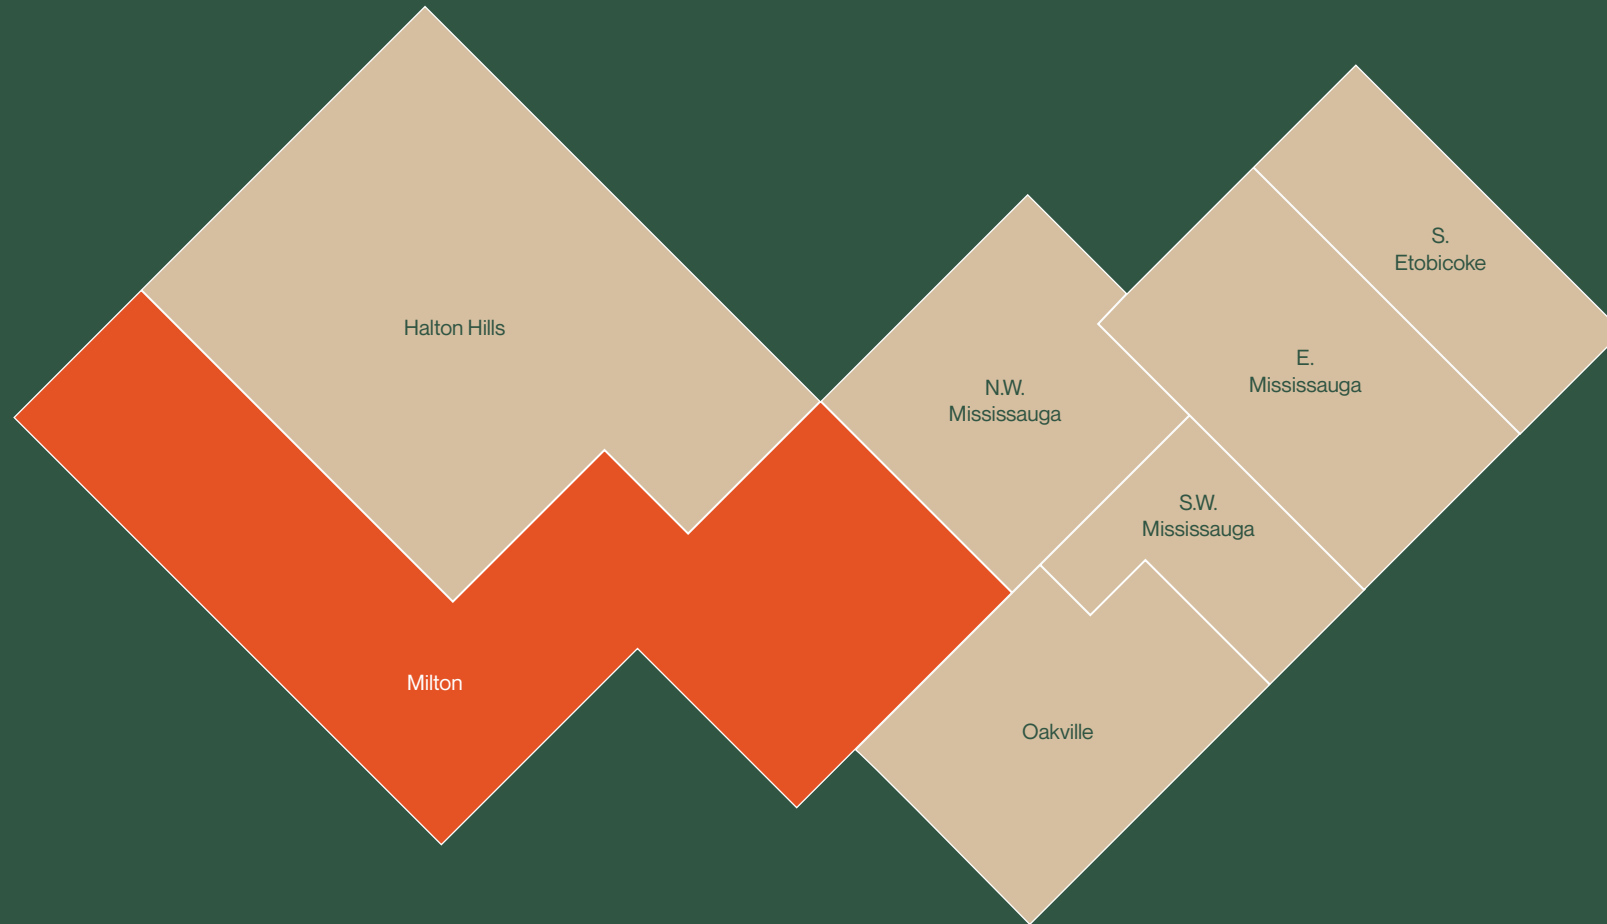 S.
Etobicoke
Halton Hills
E.
Mississauga
N.W.
Mississauga
S.W.
Mississauga
Milton
Oakville